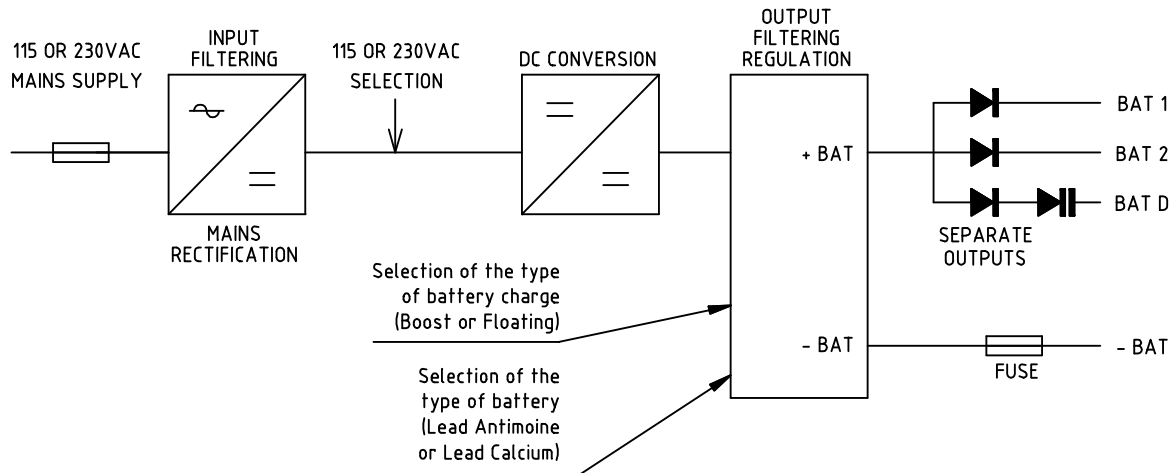 115 OR 230VAC
MAINS SUPPLY
INPUT
FILTERING
MAINS
RECTIFICATION
115 OR 230VAC
SELECTION
DC CONVERSION
OUTPUT
FILTERING
REGULATION
+ BAT
- BAT
BAT 1
BAT 2
BAT D
SEPARATE
OUTPUTS
- BAT
FUSE
Selection of the type
of battery charge
(Boost or Floating)
Selection of the
type of battery
(Lead Antimoine
or Lead Calcium)